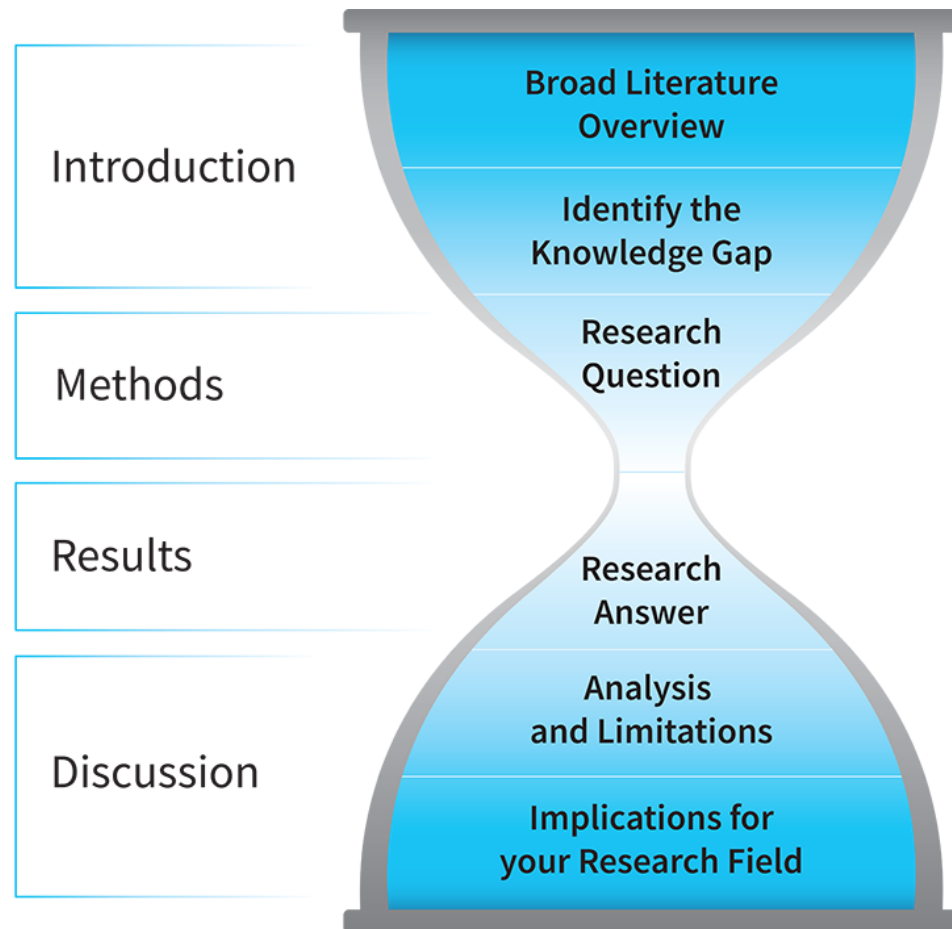 Introduction
Broad Literature
Overview
Identify the
Knowledge Gap
Methods
Research
Question
Results
Research
Answer
Discussion
Analysis
and Limitations
Implications for
your Research Field